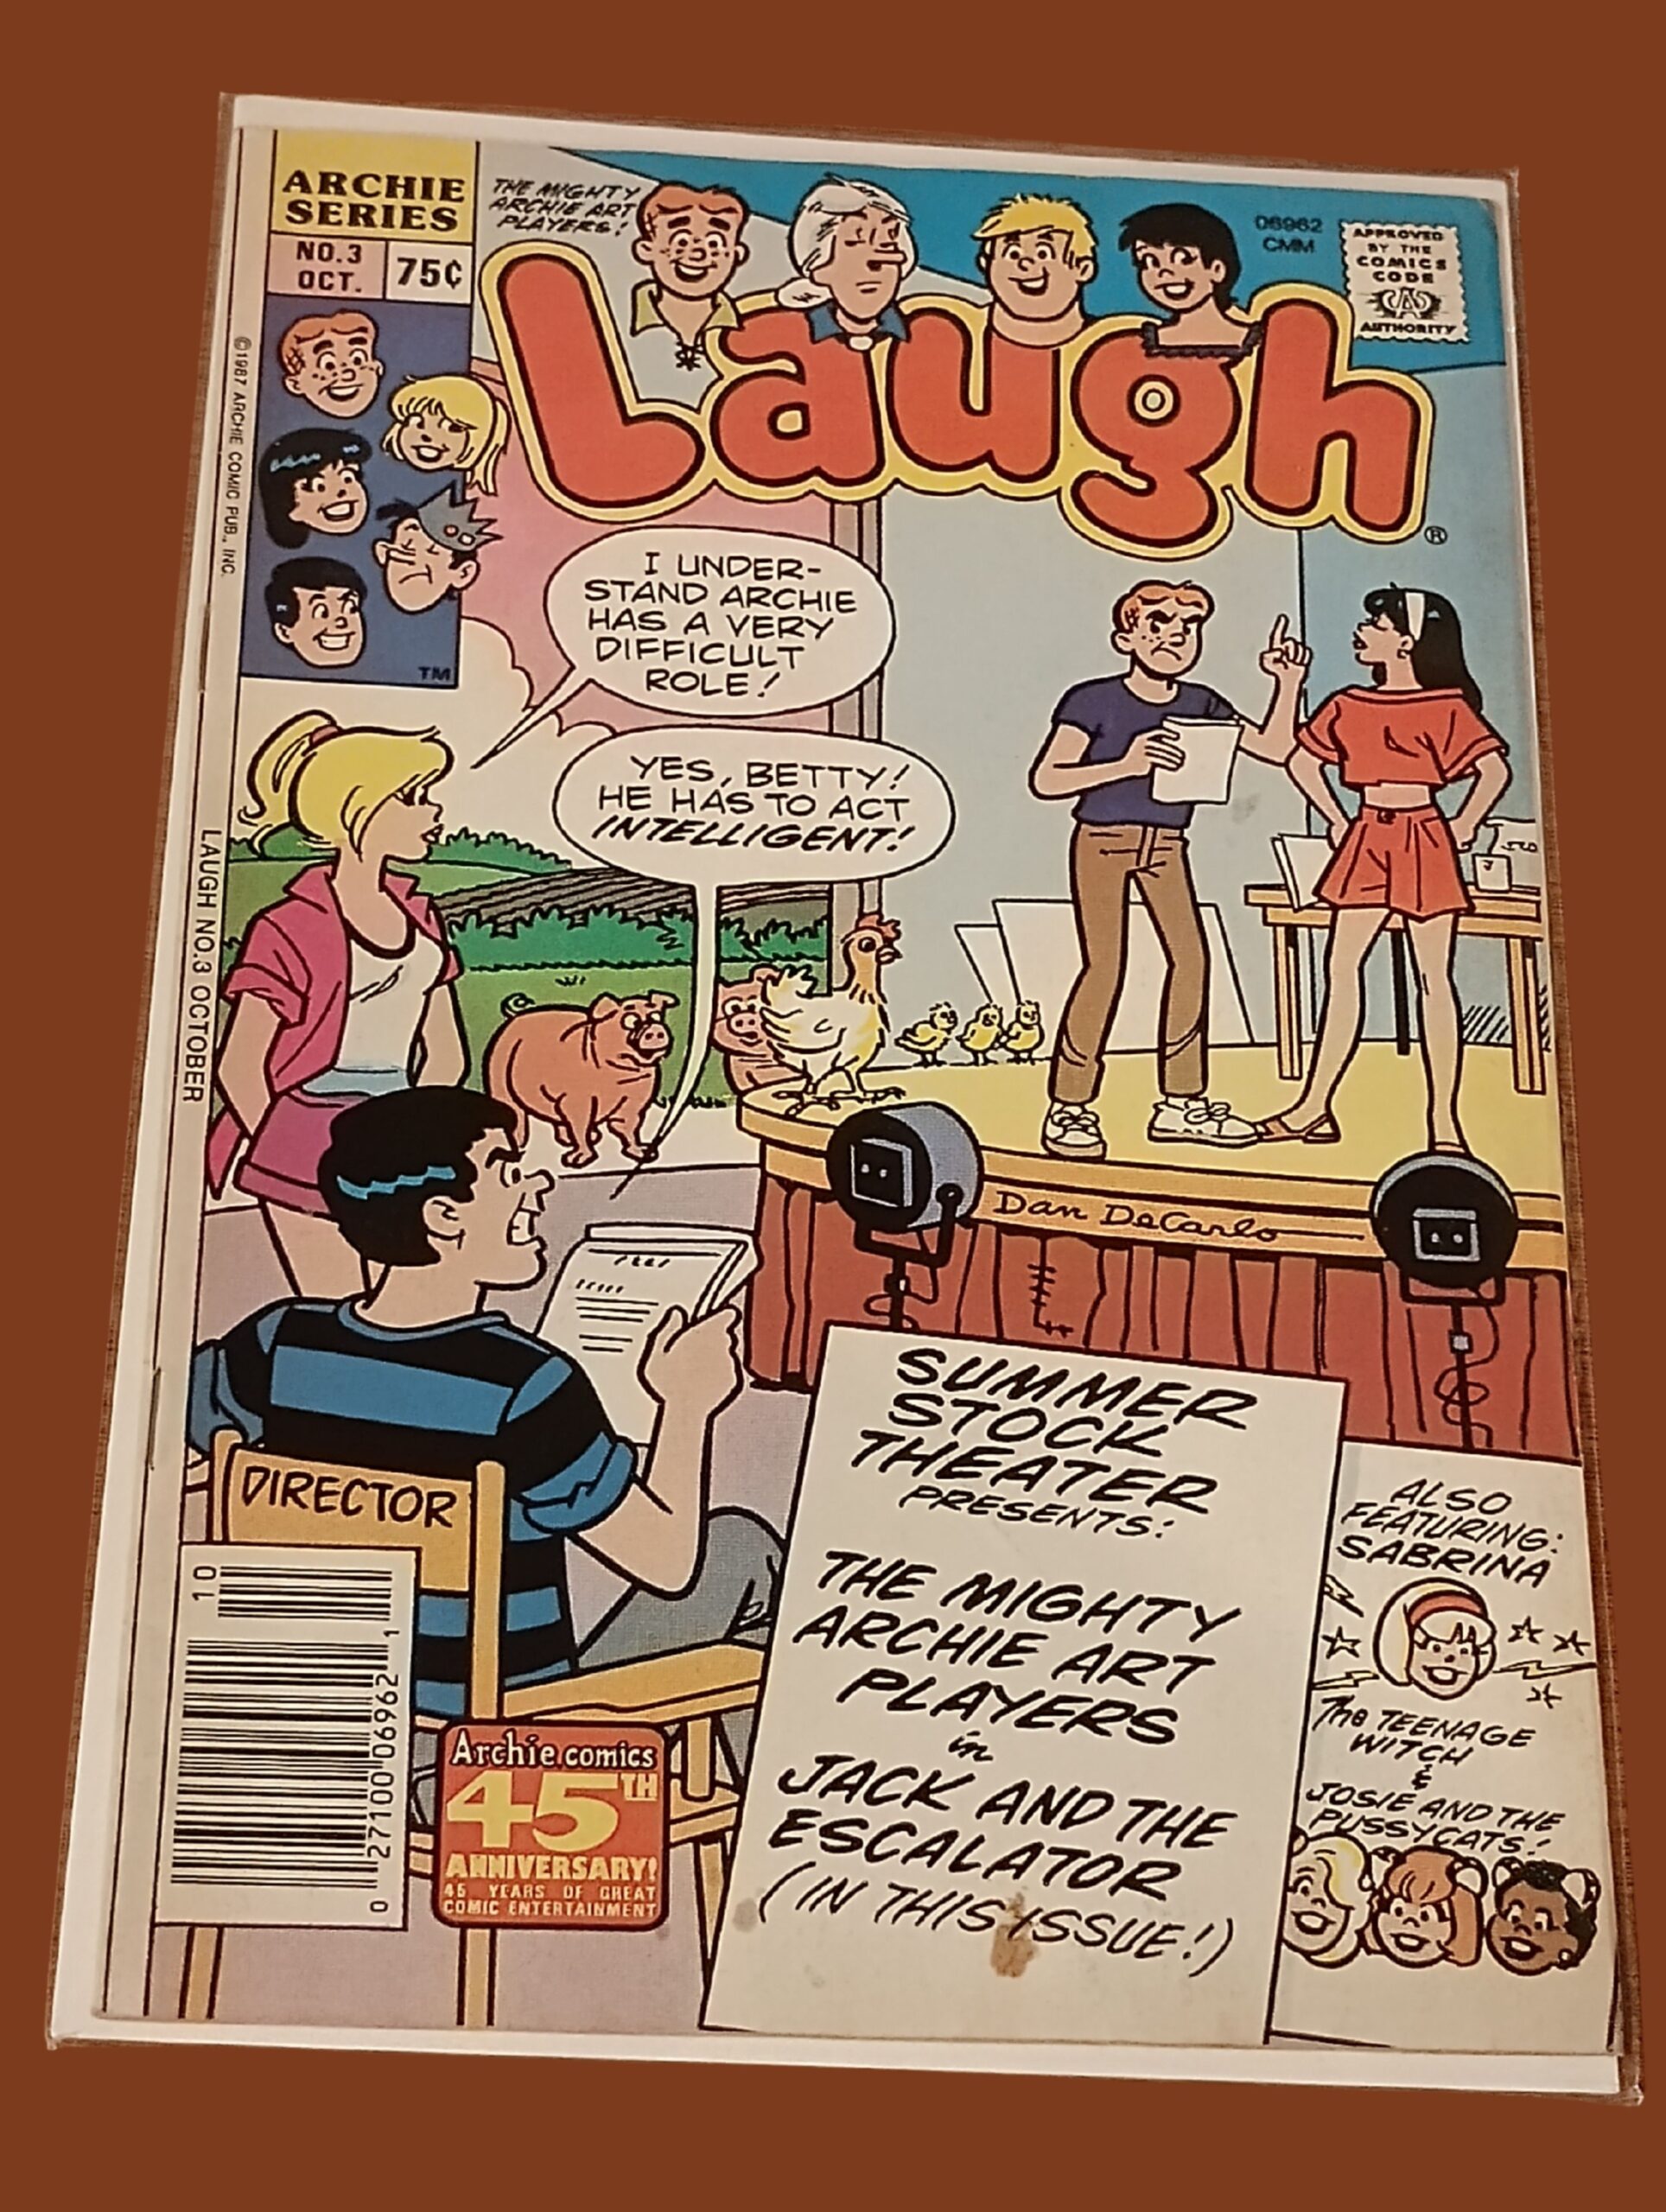 ARCHIE
SERIES
NO.3
OCT.
75¢
THE MIGHTY
ARCHIE ART
PLAYERS!
06962
CMM
APPROVED
BY THE
COMICS
CODE
CA
AUTHORITY
Laugh
®
TM
©1987 ARCHIE COMIC PUB., INC.
LAUGH NO.3 OCTOBER
I UNDER-
STAND ARCHIE
HAS A VERY
DIFFICULT
ROLE!
YES, BETTY!
HE HAS TO ACT
INTELLIGENT!
Dan DeCarlo
DIRECTOR
SUMMER
STOCK
THEATER
PRESENTS:
THE MIGHTY
ARCHIE ART
PLAYERS
in
JACK AND THE
ESCALATOR
(IN THIS ISSUE!)
ALSO
FEATURING:
SABRINA
The TEENAGE
WITCH
&
JOSIE AND THE
PUSSYCATS!
10
0 27100 06962 1
Archie comics
45TH
ANNIVERSARY!
45 YEARS OF GREAT
COMIC ENTERTAINMENT